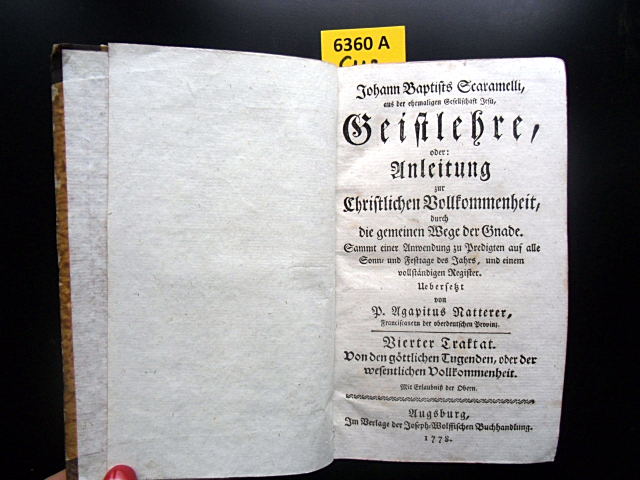 6360 A
Johann Baptists Scaramelli,
aus der ehemaligen Gesellschaft Jesu,
Geistlehre,
oder:
Anleitung
zur
Christlichen Vollkommenheit,
durch
die gemeinen Wege der Gnade.
Sammt einer Anwendung zu Predigten auf alle
Sonn- und Festtage des Jahrs, und einem
vollständigen Register.
Uebersetzt
von
P. Agapitus Natterer,
Franciscanern der oberdeutschen Provinz.
Vierter Traktat.
Von den göttlichen Tugenden, oder der
wesentlichen Vollkommenheit.
Mit Erlaubniß der Obern.
Augsburg,
Im Verlage der Joseph-Wolffischen Buchhandlung.
1778.